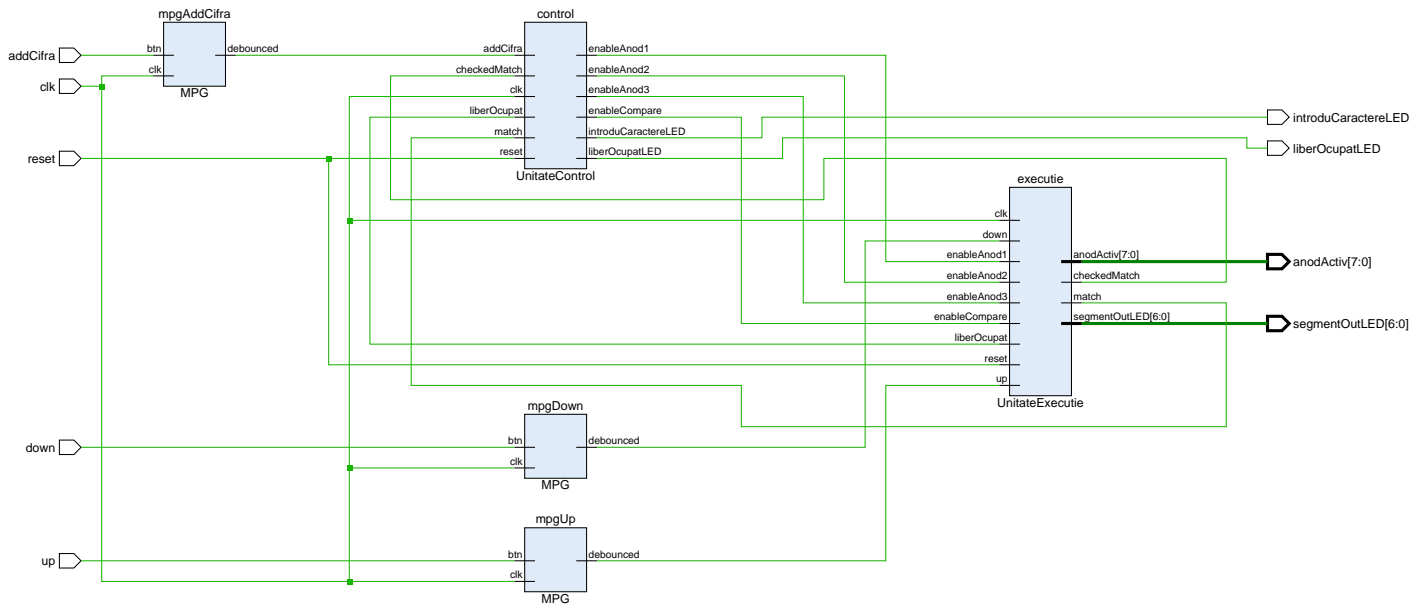 mpgAddCifra
btn
debounced
clk
MPG
addCifra
clk
reset
down
up
control
addCifra
enableAnod1
checkedMatch
enableAnod2
clk
enableAnod3
liberOcupat
enableCompare
match
introduCaractereLED
reset
liberOcupatLED
UnitateControl
introduCaractereLED
liberOcupatLED
executie
clk
down
enableAnod1
anodActiv[7:0]
enableAnod2
checkedMatch
enableAnod3
match
enableCompare
segmentOutLED[6:0]
liberOcupat
reset
up
UnitateExecutie
anodActiv[7:0]
segmentOutLED[6:0]
mpgDown
btn
debounced
clk
MPG
mpgUp
btn
debounced
clk
MPG